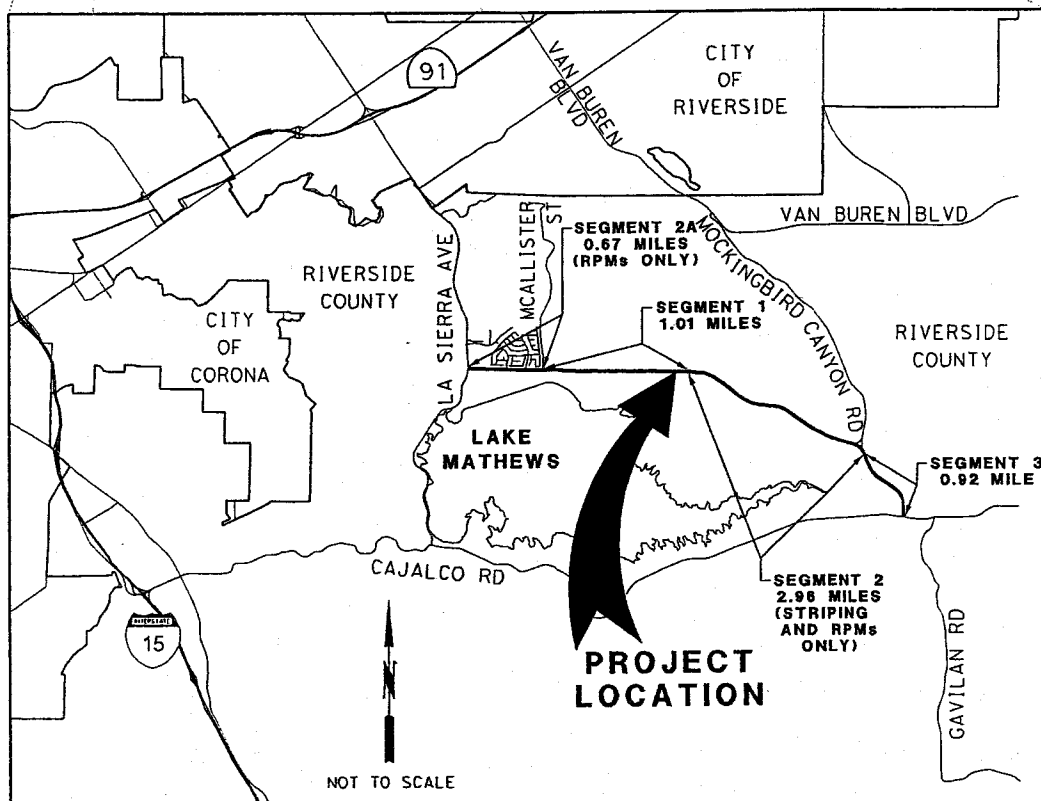 91
VAN BUREN
BLVD
CITY
OF
RIVERSIDE
VAN BUREN BLVD
MOCKINGBIRD CANYON RD
MCALLISTER
ST
SEGMENT 2A
0.67 MILES
(RPMs ONLY)
SEGMENT 1
1.01 MILES
RIVERSIDE
COUNTY
LA SIERRA AVE
CITY
OF
CORONA
RIVERSIDE
COUNTY
LAKE
MATHEWS
SEGMENT 3
0.92 MILE
CAJALCO RD
SEGMENT 2
2.96 MILES
(STRIPING
AND RPMs
ONLY)
INTERSTATE
15
PROJECT
LOCATION
GAVILAN RD
N
NOT TO SCALE